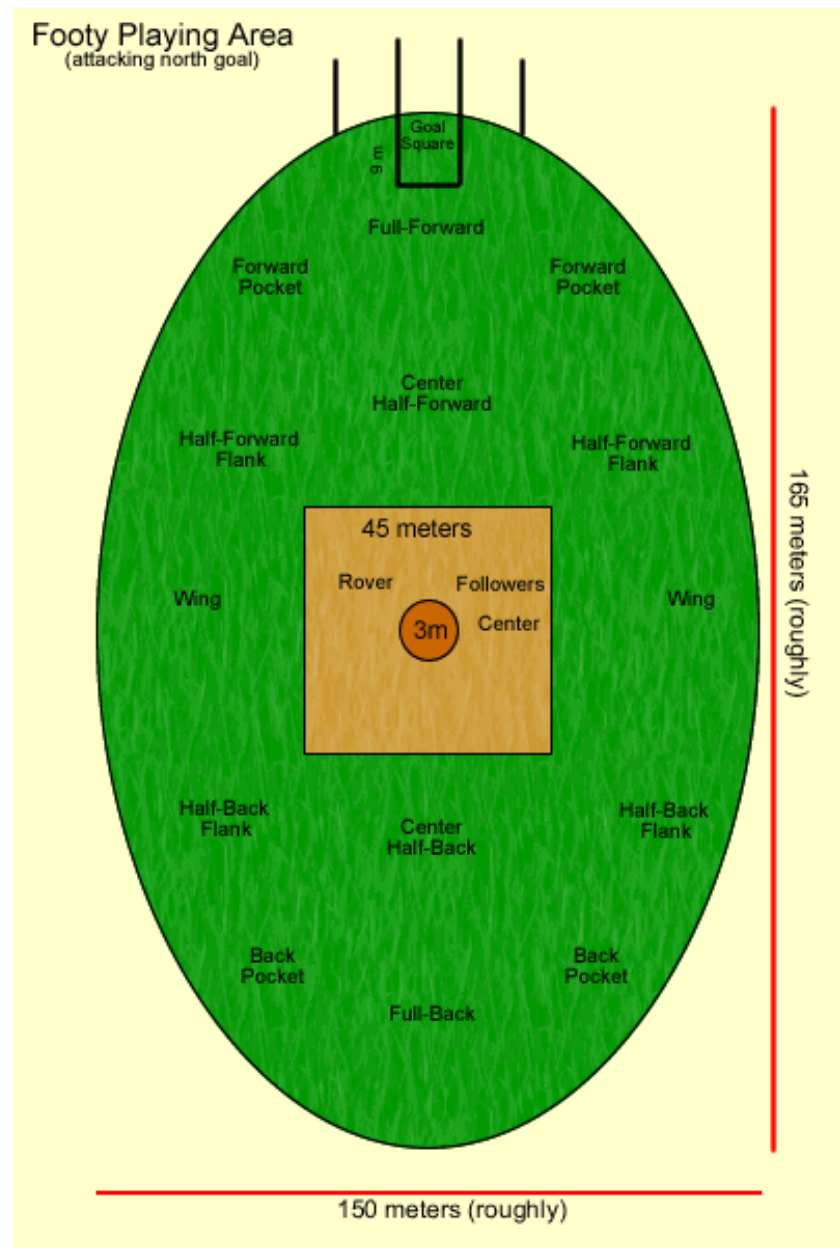 Footy Playing Area
(attacking north goal)
Goal
Square
9 m
Full-Forward
Forward
Pocket
Forward
Pocket
Center
Half-Forward
Half-Forward
Flank
Half-Forward
Flank
45 meters
Rover
Followers
Wing
Wing
3m
Center
165 meters (roughly)
Half-Back
Flank
Center
Half-Back
Half-Back
Flank
Back
Pocket
Back
Pocket
Full-Back
150 meters (roughly)